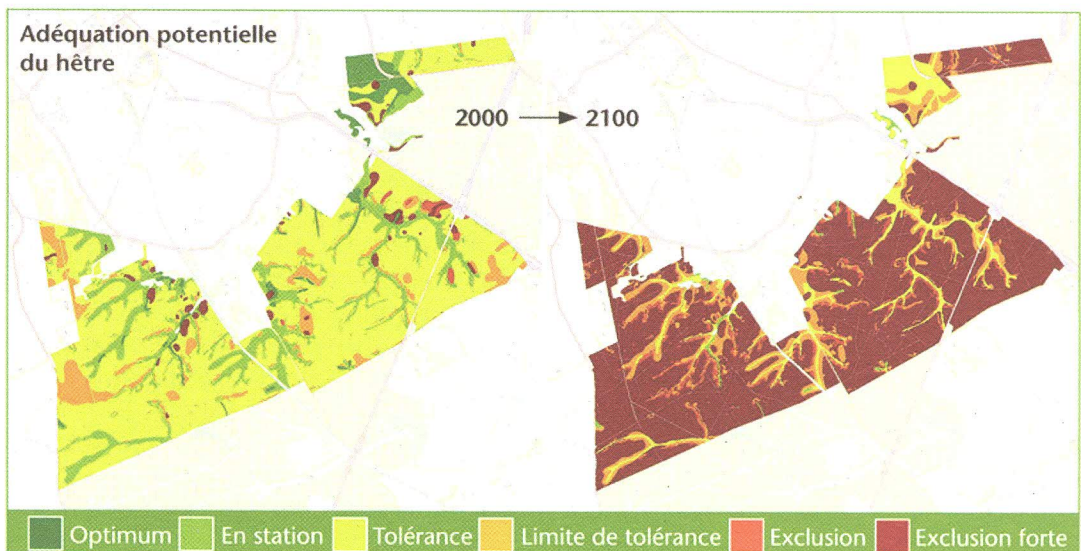 Adéquation potentielle
du hêtre
2000 → 2100
Optimum
En station
Tolérance
Limite de tolérance
Exclusion
Exclusion forte